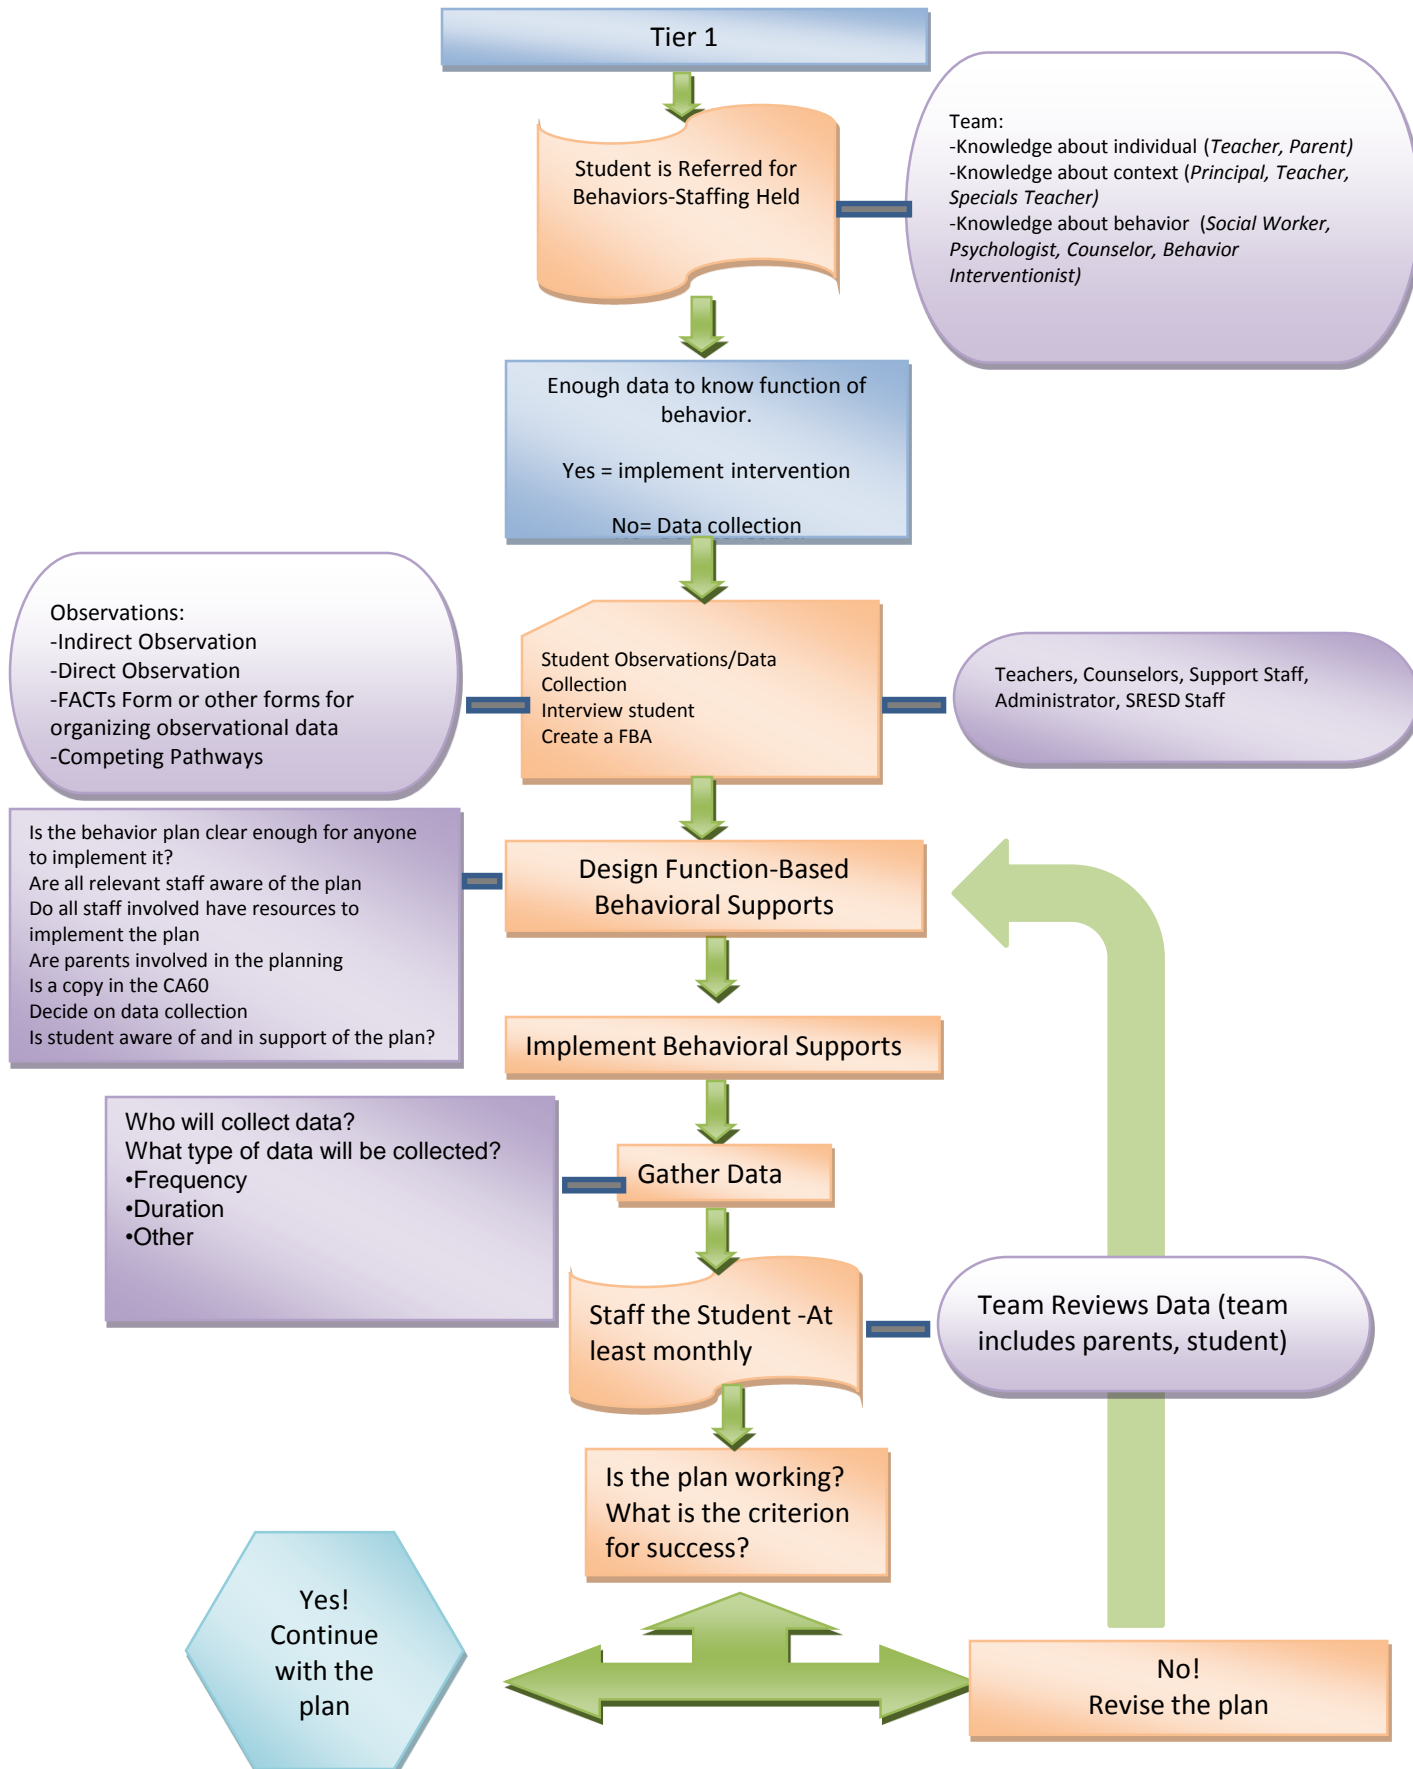 Tier 1
Student is Referred for
Behaviors-Staffing Held
Team:
-Knowledge about individual (Teacher, Parent)
-Knowledge about context (Principal, Teacher,
Specials Teacher)
-Knowledge about behavior  (Social Worker,
Psychologist, Counselor, Behavior
Interventionist)
Enough data to know function of
behavior.
Yes = implement intervention
No= Data collection
Observations:
-Indirect Observation
-Direct Observation
-FACTs Form or other forms for
organizing observational data
-Competing Pathways
Student Observations/Data
Collection
Interview student
Create a FBA
Teachers, Counselors, Support Staff,
Administrator, SRESD Staff
Is the behavior plan clear enough for anyone
to implement it?
Are all relevant staff aware of the plan
Do all staff involved have resources to
implement the plan
Are parents involved in the planning
Is a copy in the CA60
Decide on data collection
Is student aware of and in support of the plan?
Design Function-Based
Behavioral Supports
Implement Behavioral Supports
Who will collect data?
What type of data will be collected?
•Frequency
•Duration
•Other
Gather Data
Staff the Student -At
least monthly
Team Reviews Data (team
includes parents, student)
Is the plan working?
What is the criterion
for success?
Yes!
Continue
with the
plan
No!
Revise the plan